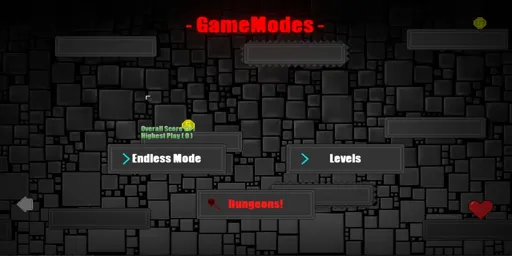 - GameModes -
Overall Score
Highest Play ( 0 )
Endless Mode
Levels
Dungeons!